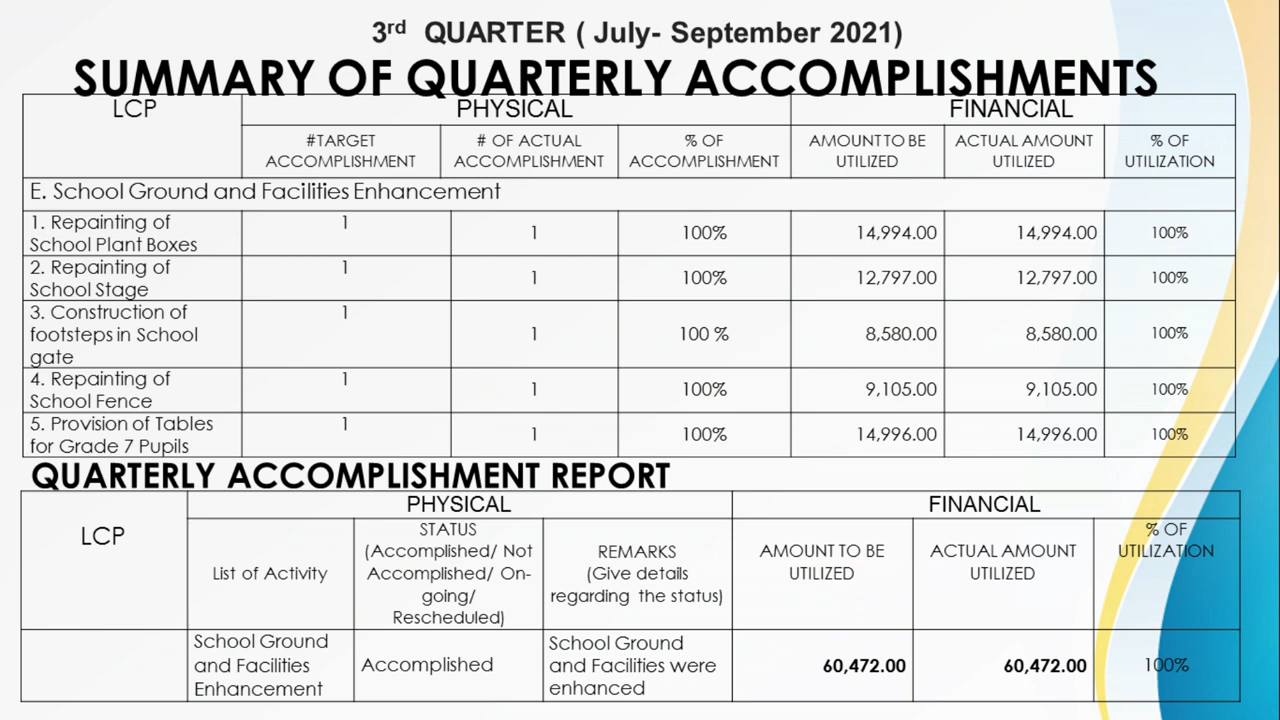 3rd QUARTER ( July- September 2021)
SUMMARY OF QUARTERLY ACCOMPLISHMENTS
LCP
PHYSICAL
FINANCIAL
#TARGET
ACCOMPLISHMENT
# OF ACTUAL
ACCOMPLISHMENT
% OF
ACCOMPLISHMENT
AMOUNT TO BE
UTILIZED
ACTUAL AMOUNT
UTILIZED
% OF
UTILIZATION
E. School Ground and Facilities Enhancement
1. Repainting of
School Plant Boxes
1
1
100%
14,994.00
14,994.00
100%
2. Repainting of
School Stage
1
1
100%
12,797.00
12,797.00
100%
3. Construction of
footsteps in School
gate
1
1
100 %
8,580.00
8,580.00
100%
4. Repainting of
School Fence
1
1
100%
9,105.00
9,105.00
100%
5. Provision of Tables
for Grade 7 Pupils
1
1
100%
14,996.00
14,996.00
100%
QUARTERLY ACCOMPLISHMENT REPORT
LCP
PHYSICAL
FINANCIAL
List of Activity
STATUS
(Accomplished/ Not
Accomplished/ On-
going/
Rescheduled)
REMARKS
(Give details
regarding the status)
AMOUNT TO BE
UTILIZED
ACTUAL AMOUNT
UTILIZED
% OF
UTILIZATION
School Ground
and Facilities
Enhancement
Accomplished
School Ground
and Facilities were
enhanced
60,472.00
60,472.00
100%